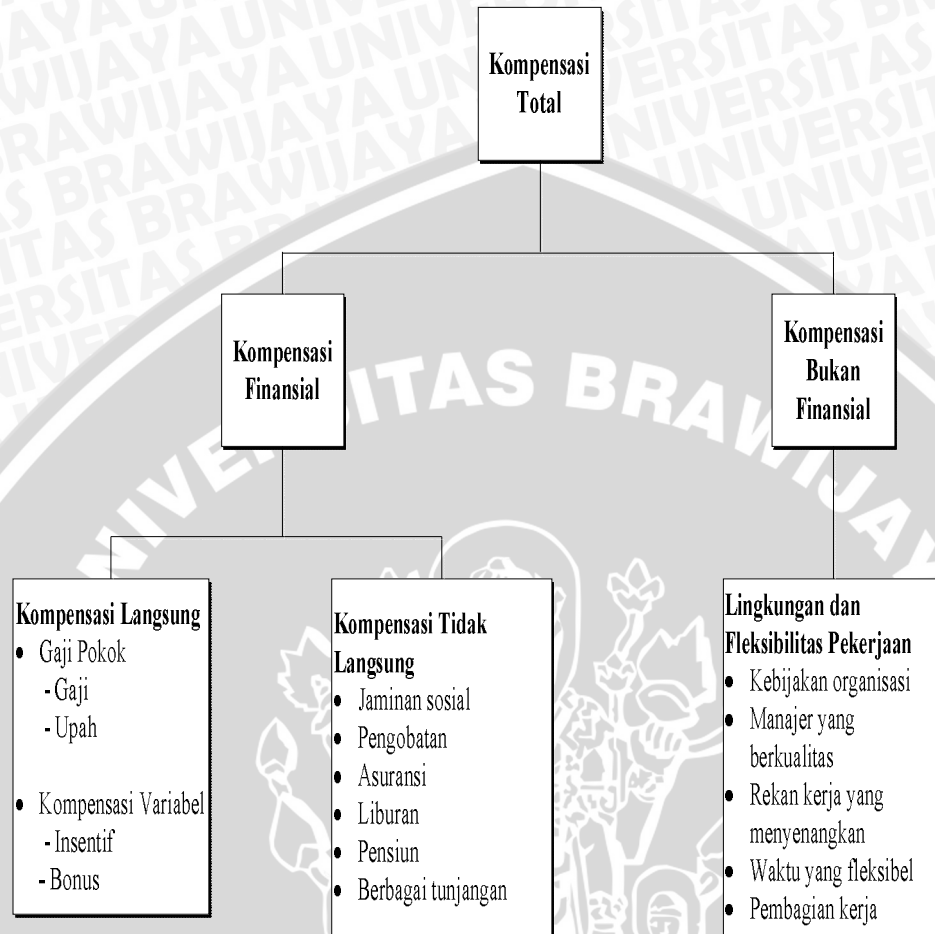 Kompensasi
Total
Kompensasi
Finansial
Kompensasi
Bukan
Finansial
Kompensasi Langsung
• Gaji Pokok
- Gaji
- Upah
• Kompensasi Variabel
- Insentif
- Bonus
Kompensasi Tidak
Langsung
• Jaminan sosial
• Pengobatan
• Asuransi
• Liburan
• Pensiun
• Berbagai tunjangan
Lingkungan dan
Fleksibilitas Pekerjaan
• Kebijakan organisasi
• Manajer yang
berkualitas
• Rekan kerja yang
menyenangkan
• Waktu yang fleksibel
• Pembagian kerja
UNIVERSITAS BRAWIJAYA